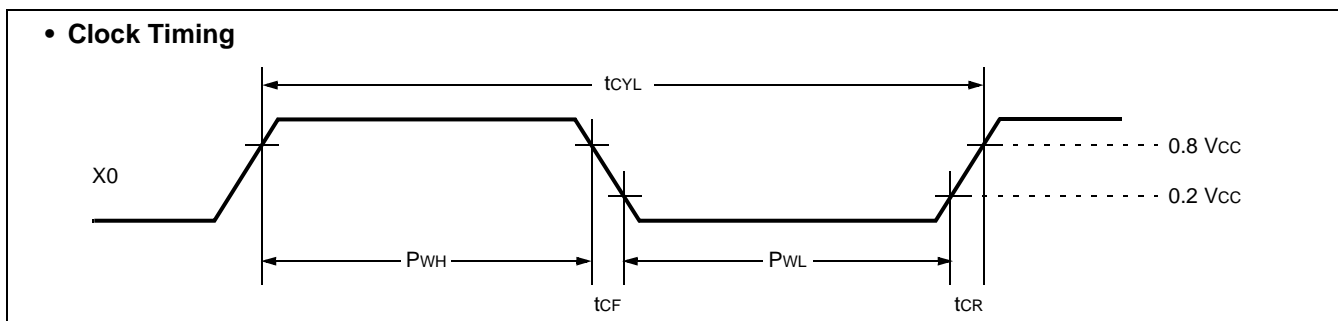 • Clock Timing
tCYL
0.8 VCC
X0
0.2 VCC
PWH
PWL
tCF
tCR